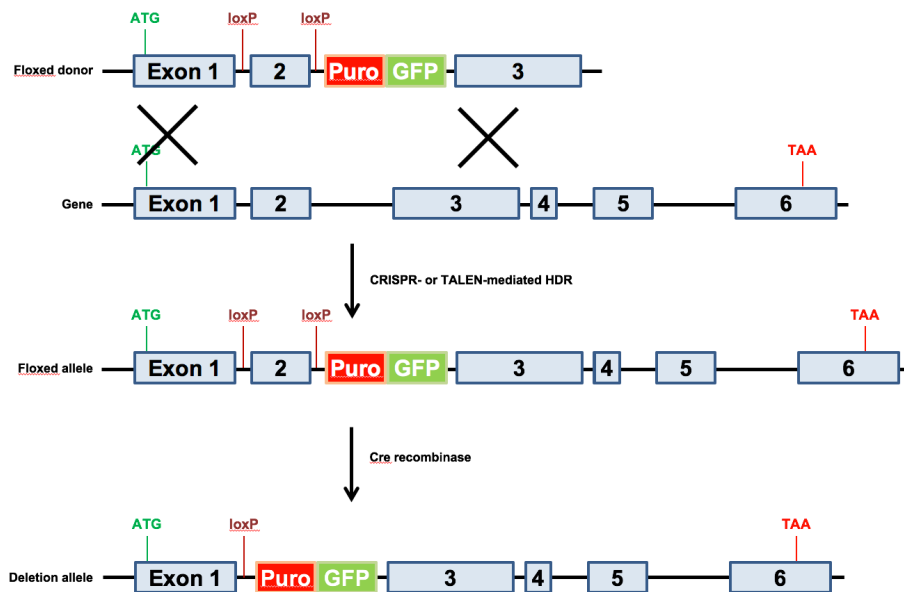 ATG loxP loxP
Floxed donor Exon 1 2 Puro GFP 3
ATG TAA
Gene Exon 1 2 3 4 5 6
CRISPR- or TALEN-mediated HDR
ATG loxP loxP TAA
Floxed allele Exon 1 2 Puro GFP 3 4 5 6
Cre recombinase
ATG loxP TAA
Deletion allele Exon 1 Puro GFP 3 4 5 6